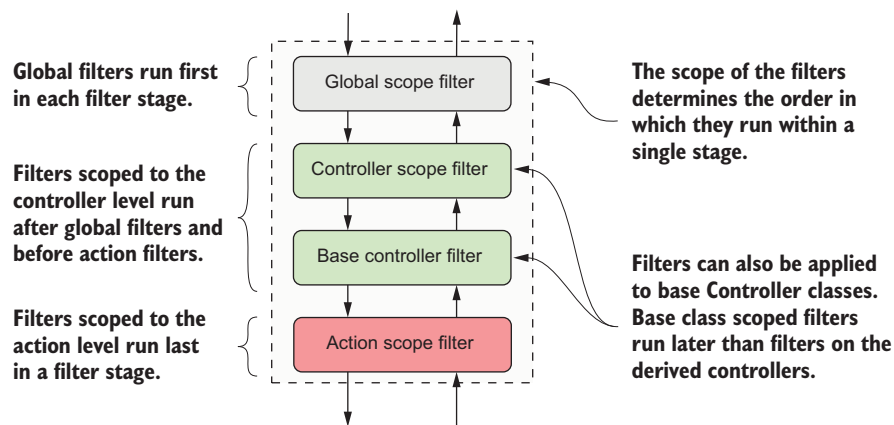 Global filters run first
in each filter stage.
Global scope filter
The scope of the filters
determines the order in
which they run within a
single stage.
Filters scoped to the
controller level run
after global filters and
before action filters.
Controller scope filter
Base controller filter
Filters can also be applied
to base Controller classes.
Base class scoped filters
run later than filters on the
derived controllers.
Filters scoped to the
action level run last
in a filter stage.
Action scope filter